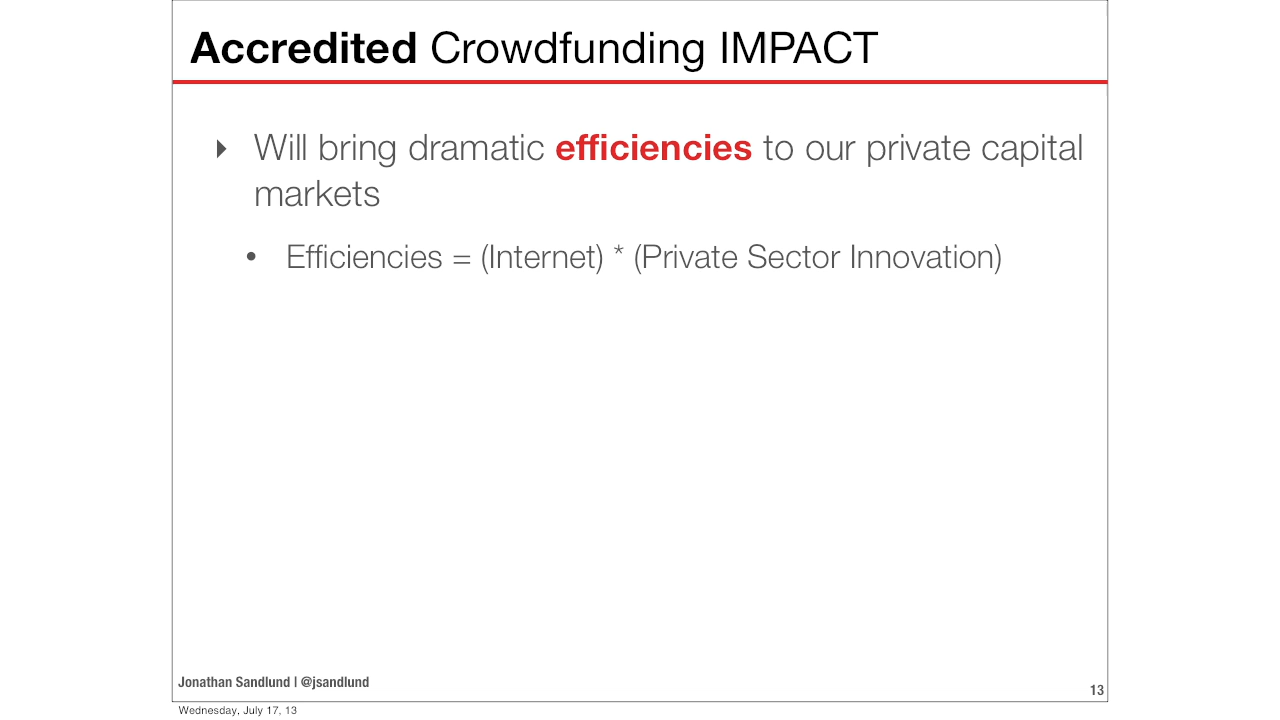 Accredited Crowdfunding IMPACT
‣ Will bring dramatic efficiencies to our private capital
markets
• Efficiencies = (Internet) * (Private Sector Innovation)
Jonathan Sandlund | @jsandlund
13
Wednesday, July 17, 13